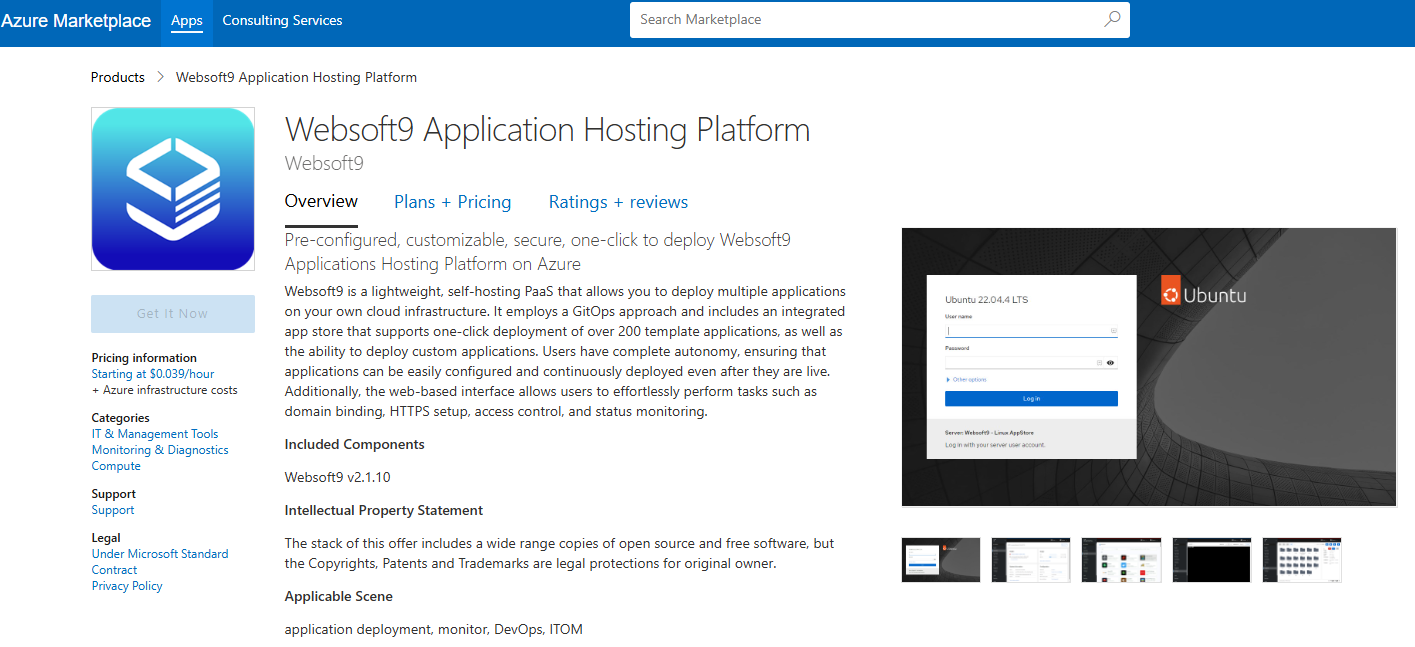 Azure Marketplace
Apps
Consulting Services
Search Marketplace
Products
Websoft9 Application Hosting Platform
Websoft9 Application Hosting Platform
Websoft9
Overview
Plans + Pricing
Ratings + reviews
Get It Now
Pricing information
Starting at $0.039/hour
+ Azure infrastructure costs
Categories
IT & Management Tools
Monitoring & Diagnostics
Compute
Support
Support
Legal
Under Microsoft Standard
Contract
Privacy Policy
Pre-configured, customizable, secure, one-click to deploy Websoft9
Applications Hosting Platform on Azure
Websoft9 is a lightweight, self-hosting PaaS that allows you to deploy multiple applications
on your own cloud infrastructure. It employs a GitOps approach and includes an integrated
app store that supports one-click deployment of over 200 template applications, as well as
the ability to deploy custom applications. Users have complete autonomy, ensuring that
applications can be easily configured and continuously deployed even after they are live.
Additionally, the web-based interface allows users to effortlessly perform tasks such as
domain binding, HTTPS setup, access control, and status monitoring.
Included Components
Websoft9 v2.1.10
Intellectual Property Statement
The stack of this offer includes a wide range copies of open source and free software, but
the Copyrights, Patents and Trademarks are legal protections for original owner.
Applicable Scene
application deployment, monitor, DevOps, ITOM
Ubuntu 22.04.4 LTS
User name
Password
Other options
Log in
Server: Websoft9 - Linux AppStore
Log in with your server user account.
Ubuntu